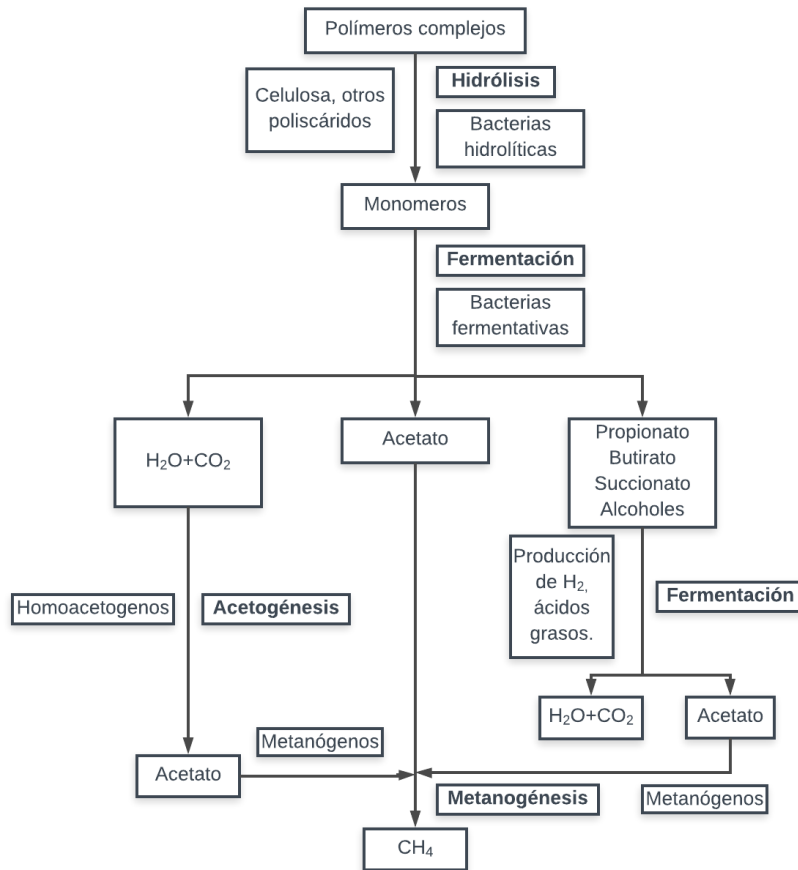 Polímeros complejos
Celulosa, otros
poliscáridos
Hidrólisis
Bacterias
hidrolíticas
Monomeros
Fermentación
Bacterias
fermentativas
H₂O+CO₂
Acetato
Propionato
Butirato
Succionato
Alcoholes
Producción
de H₂,
ácidos
grasos.
Fermentación
Homoacetogenos
Acetogénesis
H₂O+CO₂
Acetato
Metanógenos
Acetato
Metanogénesis
Metanógenos
CH₄